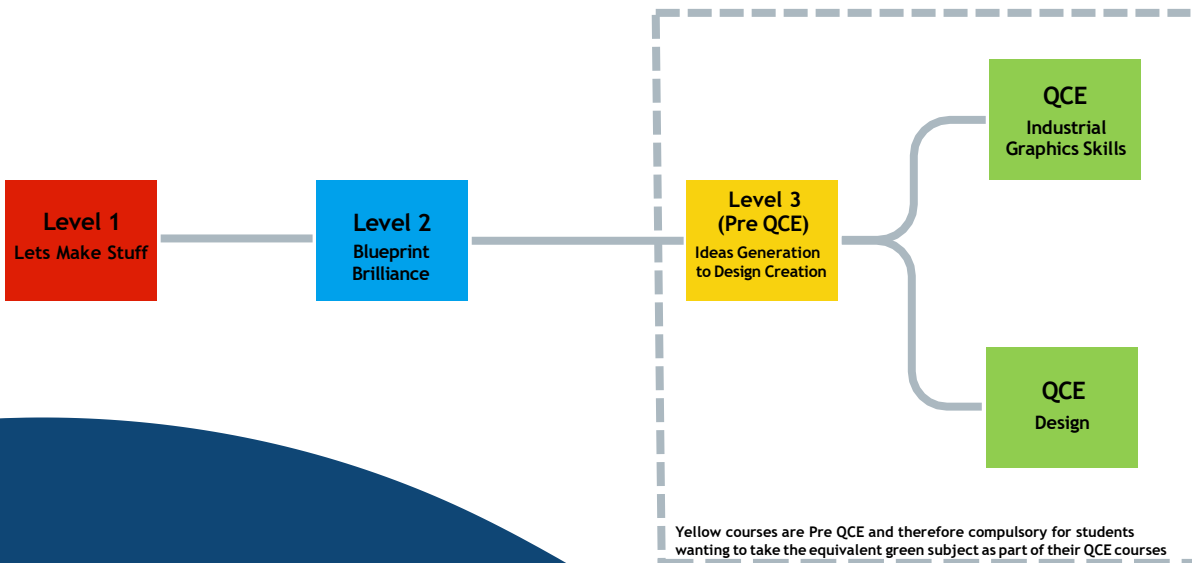 Level 1
Lets Make Stuff
Level 2
Blueprint
Brilliance
Level 3
(Pre QCE)
Ideas Generation
to Design Creation
QCE
Industrial
Graphics Skills
QCE
Design
Yellow courses are Pre QCE and therefore compulsory for students
wanting to take the equivalent green subject as part of their QCE courses